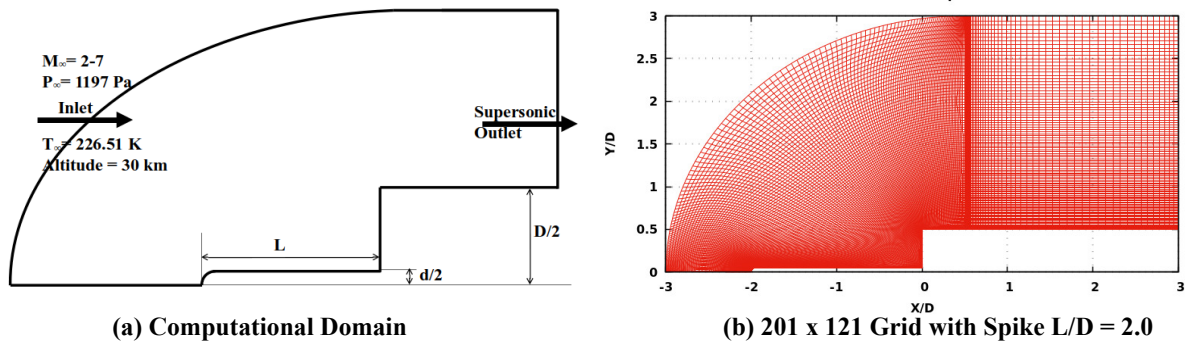 M∞= 2-7
P∞= 1197 Pa
Inlet
T∞= 226.51 K
Altitude = 30 km
Supersonic
Outlet
L
D/2
d/2
(a) Computational Domain
3
2.5
2
1.5
1
0.5
0
Y/D
-3 -2 -1 0 1 2 3
X/D
(b) 201 x 121 Grid with Spike L/D = 2.0